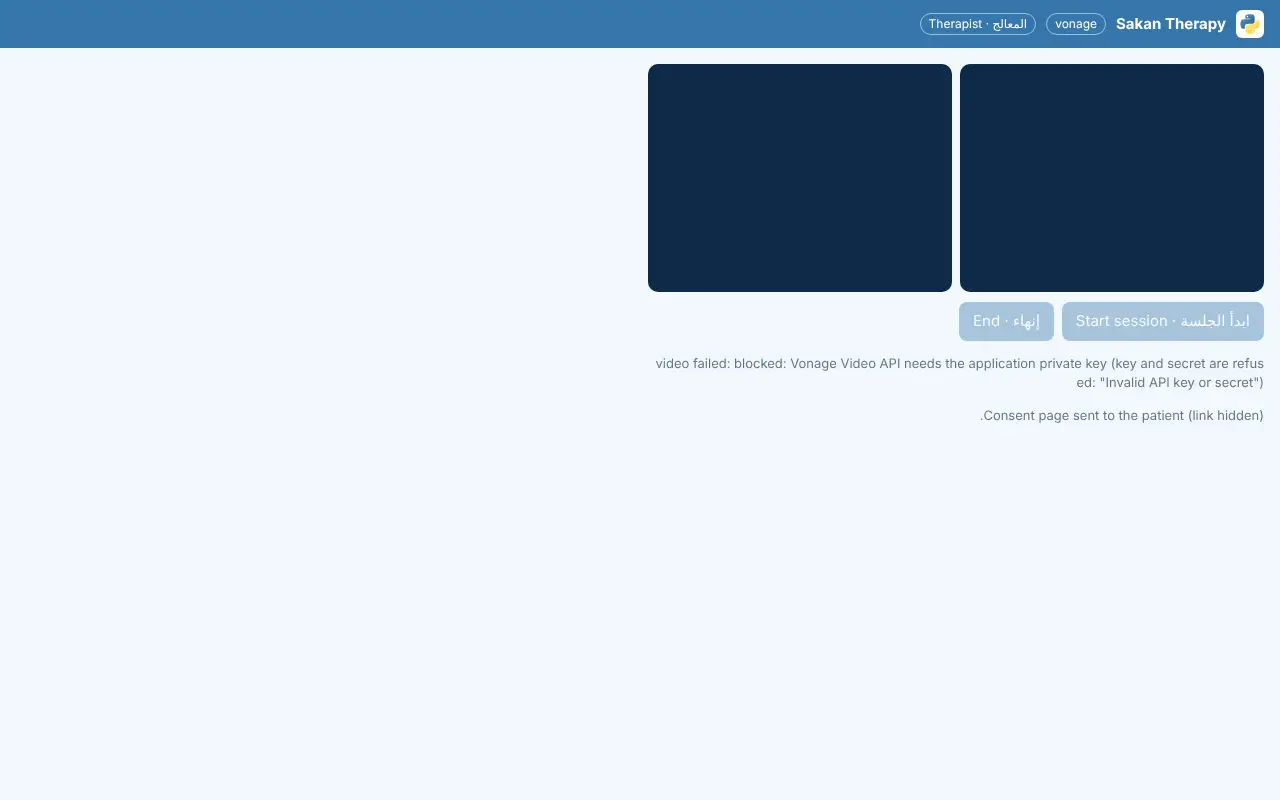 Sakan Therapy
vonage
Therapist · المعالج
ابدأ الجلسة · Start session
إنهاء · End
video failed: blocked: Vonage Video API needs the application private key (key and secret are refus
ed: "Invalid API key or secret")
.Consent page sent to the patient (link hidden)